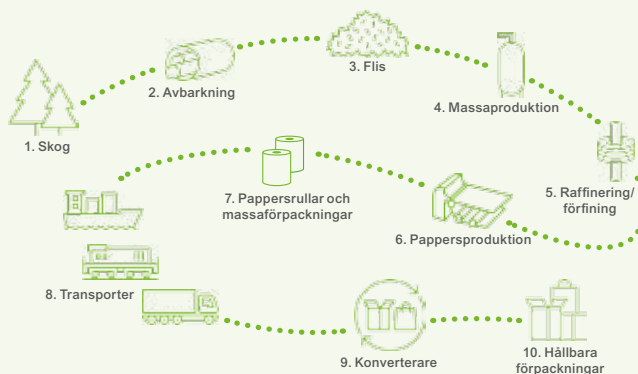 1. Skog
2. Avbarkning
3. Flis
4. Massaproduktion
5. Raffinering/
förfining
6. Pappersproduktion
7. Pappersrullar och
massaförpackningar
8. Transporter
9. Konverterare
10. Hållbara
förpackningar